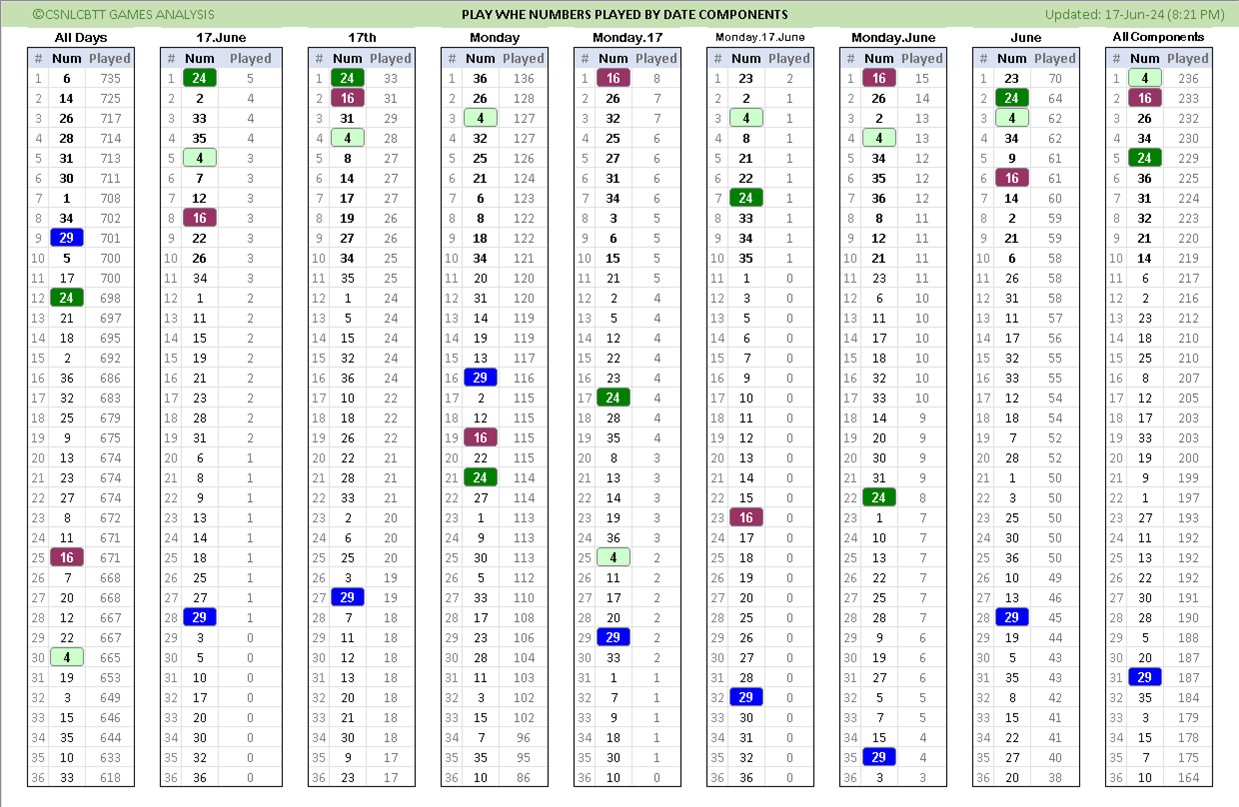 ©CSNLCBTT GAMES ANALYSIS PLAY WHE NUMBERS PLAYED BY DATE COMPONENTS Updated: 17-Jun-24 (8:21 PM)
All Days 17.June 17th Monday Monday.17 Monday.17.June Monday.June June All Components
# Num Played # Num Played # Num Played # Num Played # Num Played # Num Played # Num Played # Num Played # Num Played
1 6 735 1 24 5 1 24 33 1 36 136 1 16 8 1 23 2 1 16 15 1 23 70 1 4 236
2 14 725 2 2 4 2 16 31 2 26 128 2 26 7 2 2 1 2 26 14 2 24 64 2 16 233
3 26 717 3 33 4 3 31 29 3 4 127 3 32 7 3 4 1 3 2 13 3 4 62 3 26 232
4 28 714 4 35 4 4 4 28 4 32 127 4 25 6 4 8 1 4 4 13 4 34 62 4 34 230
5 31 713 5 4 3 5 8 27 5 25 126 5 27 6 5 21 1 5 34 12 5 9 61 5 24 229
6 30 711 6 7 3 6 14 27 6 21 124 6 31 6 6 22 1 6 35 12 6 16 61 6 36 225
7 1 708 7 12 3 7 17 27 7 6 123 7 34 6 7 24 1 7 36 12 7 14 60 7 31 224
8 34 702 8 16 3 8 19 26 8 8 122 8 3 5 8 33 1 8 8 11 8 2 59 8 32 223
9 29 701 9 22 3 9 27 26 9 18 122 9 6 5 9 34 1 9 12 11 9 21 59 9 21 220
10 5 700 10 26 3 10 34 25 10 34 121 10 15 5 10 35 1 10 21 11 10 6 58 10 14 219
11 17 700 11 34 3 11 35 25 11 20 120 11 21 5 11 1 0 11 23 11 11 26 58 11 6 217
12 24 698 12 1 2 12 1 24 12 31 120 12 2 4 12 3 0 12 6 10 12 31 58 12 2 216
13 21 697 13 11 2 13 5 24 13 14 119 13 5 4 13 5 0 13 11 10 13 11 57 13 23 212
14 18 695 14 15 2 14 15 24 14 19 119 14 12 4 14 6 0 14 17 10 14 17 56 14 18 210
15 2 692 15 19 2 15 32 24 15 13 117 15 22 4 15 7 0 15 18 10 15 32 55 15 25 210
16 36 686 16 21 2 16 36 24 16 29 116 16 23 4 16 9 0 16 32 10 16 33 55 16 8 207
17 32 683 17 23 2 17 10 22 17 2 115 17 24 4 17 10 0 17 33 10 17 12 54 17 12 205
18 25 679 18 28 2 18 18 22 18 12 115 18 28 4 18 11 0 18 14 9 18 18 54 18 17 203
19 9 675 19 31 2 19 26 22 19 16 115 19 35 4 19 12 0 19 20 9 19 7 52 19 33 203
20 13 674 20 6 1 20 22 21 20 22 115 20 8 3 20 13 0 20 30 9 20 28 52 20 19 200
21 23 674 21 8 1 21 28 21 21 24 114 21 13 3 21 14 0 21 31 9 21 1 50 21 9 199
22 27 674 22 9 1 22 33 21 22 27 114 22 14 3 22 15 0 22 24 8 22 3 50 22 1 197
23 8 672 23 13 1 23 2 20 23 1 113 23 19 3 23 16 0 23 1 7 23 25 50 23 27 193
24 11 671 24 14 1 24 6 20 24 9 113 24 36 3 24 17 0 24 10 7 24 30 50 24 11 192
25 16 671 25 18 1 25 25 20 25 30 113 25 4 2 25 18 0 25 13 7 25 36 50 25 13 192
26 7 668 26 25 1 26 3 19 26 5 112 26 11 2 26 19 0 26 22 7 26 10 49 26 22 192
27 20 668 27 27 1 27 29 19 27 33 110 27 17 2 27 20 0 27 25 7 27 13 46 27 30 191
28 12 667 28 29 1 28 7 18 28 17 108 28 20 2 28 25 0 28 28 7 28 29 45 28 28 190
29 22 667 29 3 0 29 11 18 29 23 106 29 29 2 29 26 0 29 9 6 29 19 44 29 5 188
30 4 665 30 5 0 30 12 18 30 28 104 30 33 2 30 27 0 30 19 6 30 5 43 30 20 187
31 19 653 31 10 0 31 13 18 31 11 103 31 1 1 31 28 0 31 27 6 31 35 43 31 29 187
32 3 649 32 17 0 32 20 18 32 3 102 32 7 1 32 29 0 32 5 5 32 8 42 32 35 184
33 15 646 33 20 0 33 21 18 33 15 102 33 9 1 33 30 0 33 7 5 33 15 41 33 3 179
34 35 644 34 30 0 34 30 18 34 7 96 34 18 1 34 31 0 34 15 4 34 22 41 34 15 178
35 10 633 35 32 0 35 9 17 35 35 95 35 30 1 35 32 0 35 29 4 35 27 40 35 7 175
36 33 618 36 36 0 36 23 17 36 10 86 36 10 0 36 36 0 36 3 3 36 20 38 36 10 164